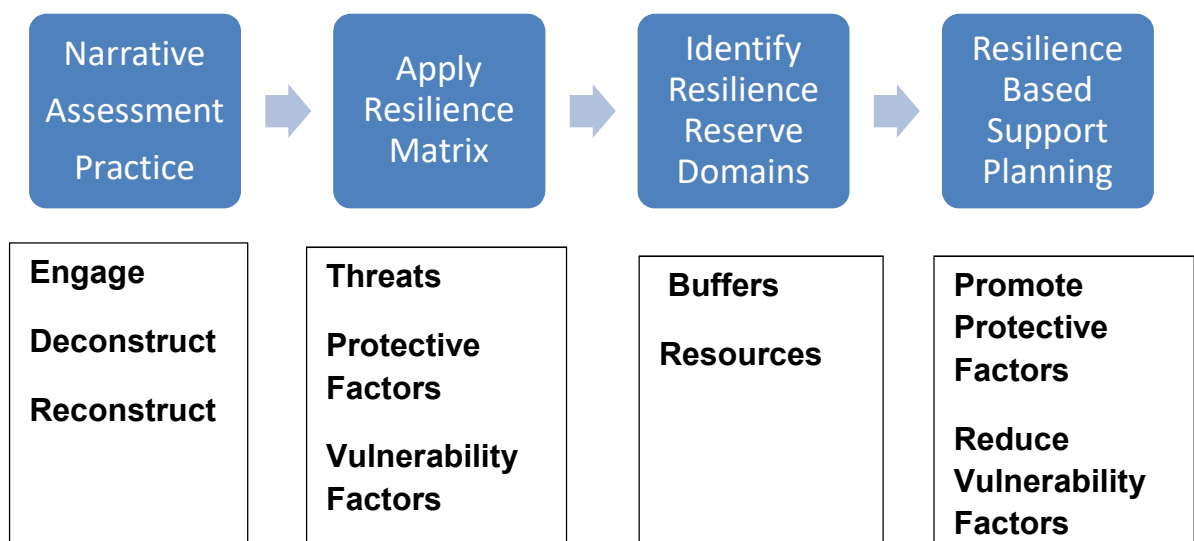 Narrative
Assessment
Practice
Apply
Resilience
Matrix
Identify
Resilience
Reserve
Domains
Resilience
Based
Support
Planning
Engage
Deconstruct
Reconstruct
Threats
Protective
Factors
Vulnerability
Factors
Buffers
Resources
Promote
Protective
Factors
Reduce
Vulnerability
Factors